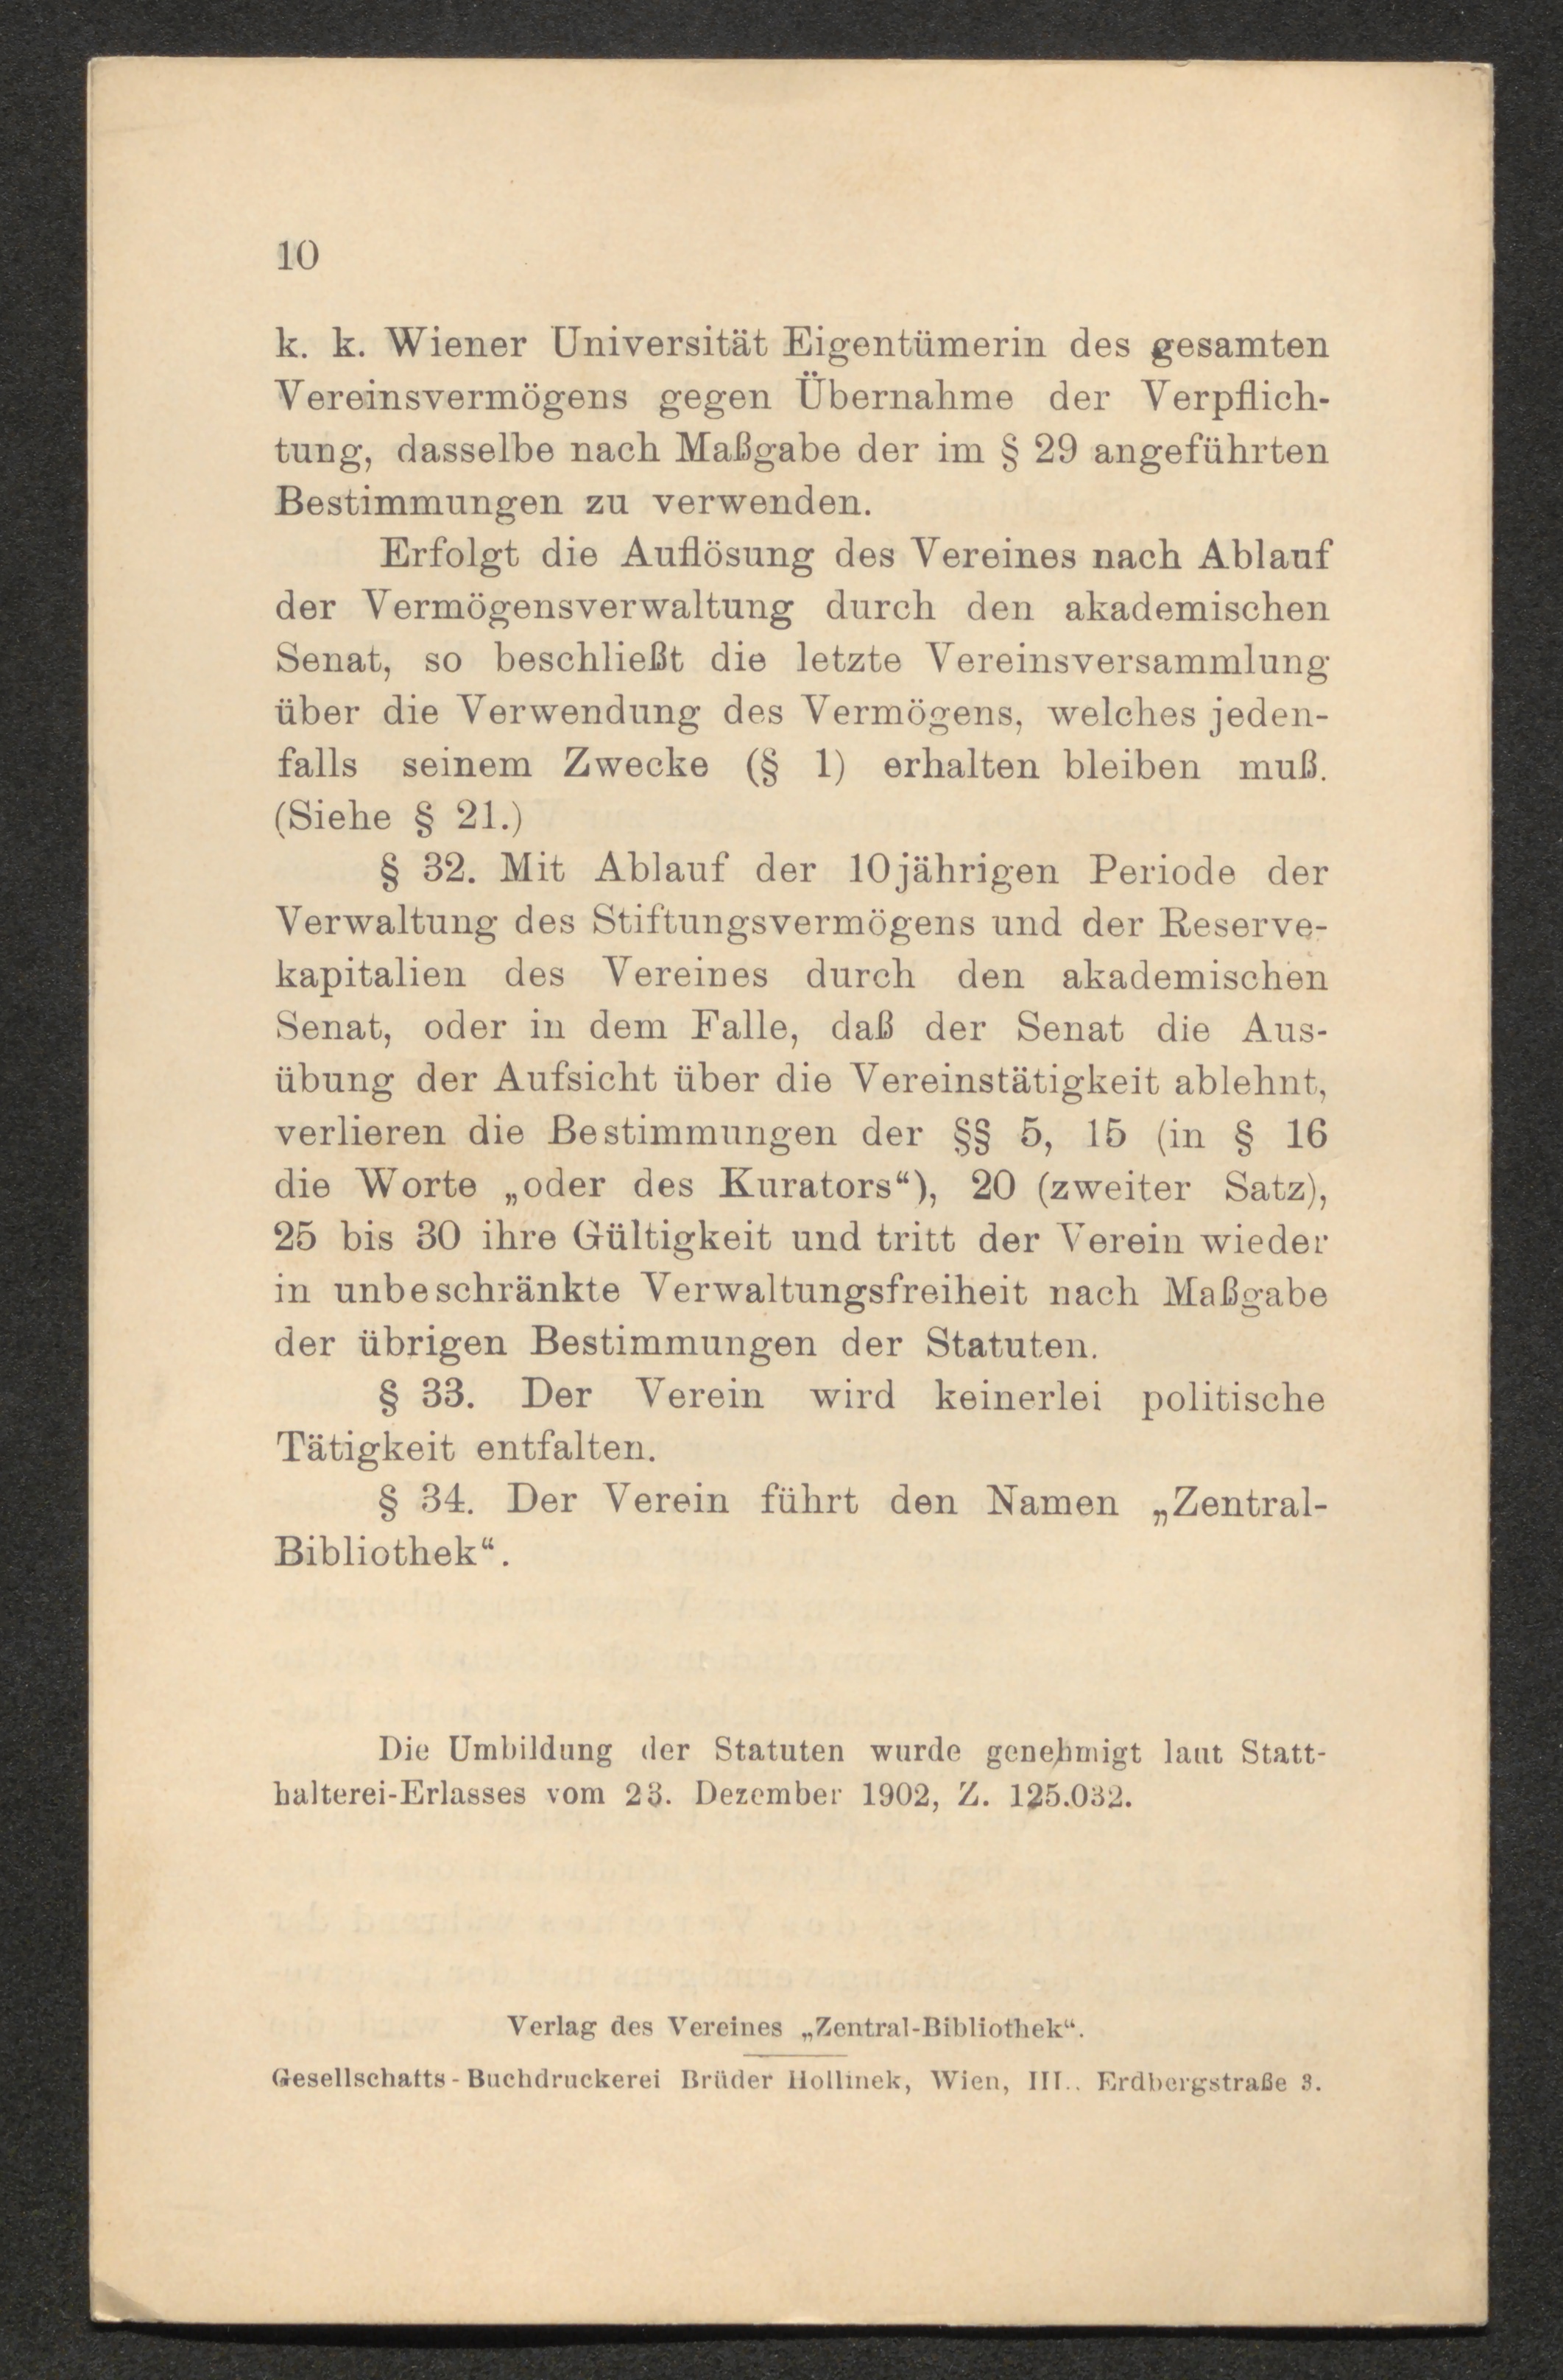 10
k. k. Wiener Universität Eigentümerin des gesamten
Vereinsvermögens gegen Übernahme der Verpflich-
tung, dasselbe nach Maßgabe der im § 29 angeführten
Bestimmungen zu verwenden.
Erfolgt die Auflösung des Vereines nach Ablauf
der Vermögensverwaltung durch den akademischen
Senat, so beschließt die letzte Vereinsversammlung
über die Verwendung des Vermögens, welches jeden-
falls seinem Zwecke (§ 1) erhalten bleiben muß.
(Siehe § 21.)
§ 32. Mit Ablauf der 10jährigen Periode der
Verwaltung des Stiftungsvermögens und der Reserve-
kapitalien des Vereines durch den akademischen
Senat, oder in dem Falle, daß der Senat die Aus-
übung der Aufsicht über die Vereinstätigkeit ablehnt,
verlieren die Bestimmungen der §§ 5, 15 (in § 16
die Worte „oder des Kurators“), 20 (zweiter Satz),
25 bis 30 ihre Gültigkeit und tritt der Verein wieder
in unbeschränkte Verwaltungsfreiheit nach Maßgabe
der übrigen Bestimmungen der Statuten.
§ 33. Der Verein wird keinerlei politische
Tätigkeit entfalten.
§ 34. Der Verein führt den Namen „Zentral-
Bibliothek“.
Die Umbildung der Statuten wurde genehmigt laut Statt-
halterei-Erlasses vom 23. Dezember 1902, Z. 125.032.
Verlag des Vereines „Zentral-Bibliothek“.
Gesellschafts-Buchdruckerei Brüder Hollinek, Wien, III., Erdbergstraße 3.